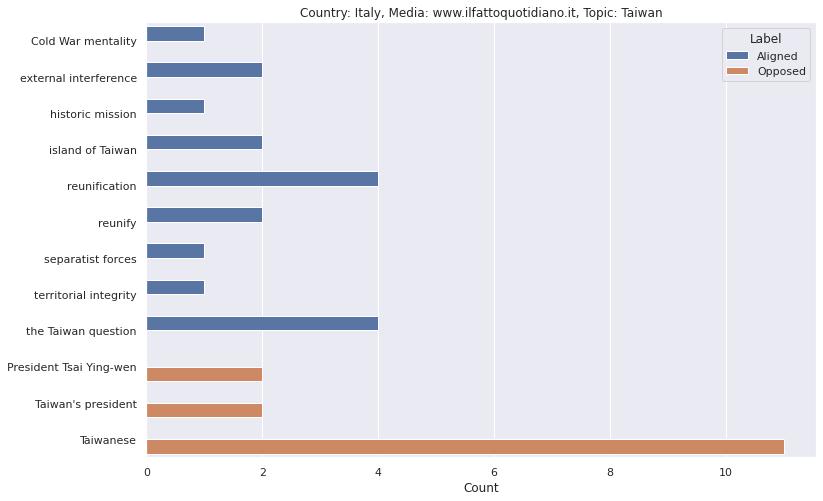 Country: Italy, Media: www.ilfattoquotidiano.it, Topic: Taiwan
Label
Aligned
Opposed
Cold War mentality
external interference
historic mission
island of Taiwan
reunification
reunify
separatist forces
territorial integrity
the Taiwan question
President Tsai Ying-wen
Taiwan's president
Taiwanese
0 2 4 6 8 10
Count